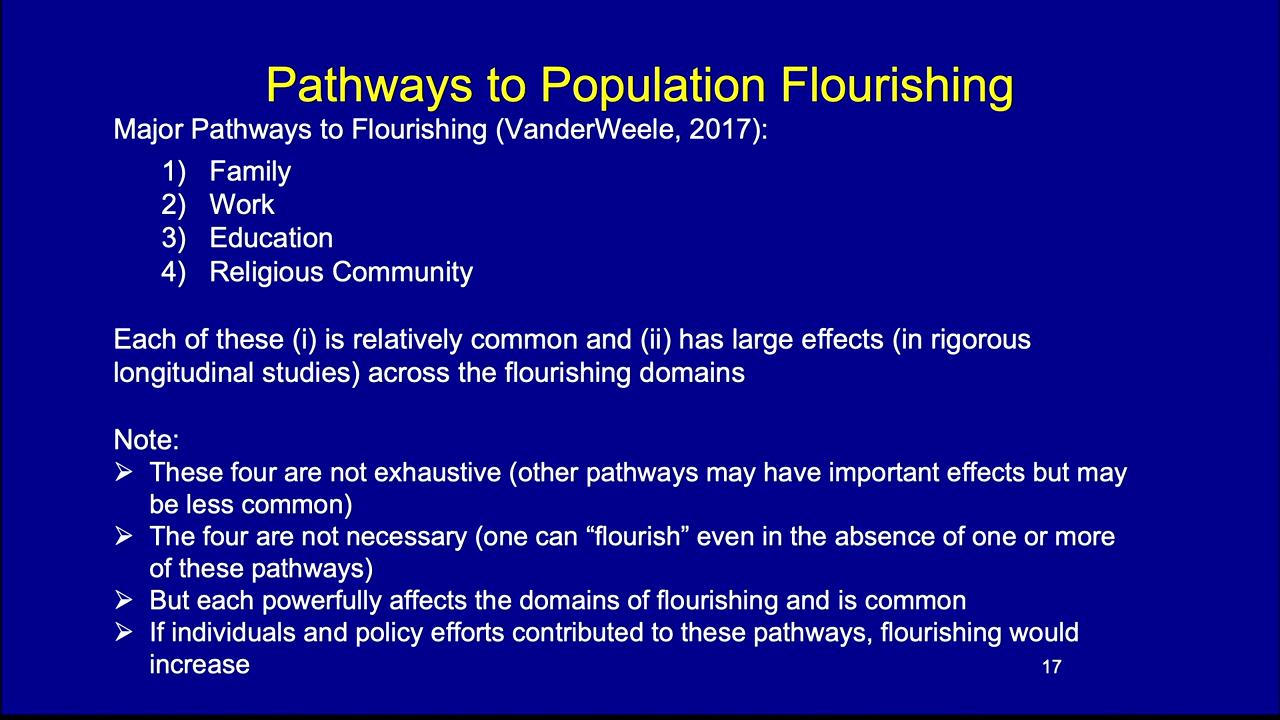 Pathways to Population Flourishing
Major Pathways to Flourishing (VanderWeele, 2017):
1) Family
2) Work
3) Education
4) Religious Community
Each of these (i) is relatively common and (ii) has large effects (in rigorous
longitudinal studies) across the flourishing domains
Note:
➢ These four are not exhaustive (other pathways may have important effects but may
be less common)
➢ The four are not necessary (one can “flourish” even in the absence of one or more
of these pathways)
➢ But each powerfully affects the domains of flourishing and is common
➢ If individuals and policy efforts contributed to these pathways, flourishing would
increase
17